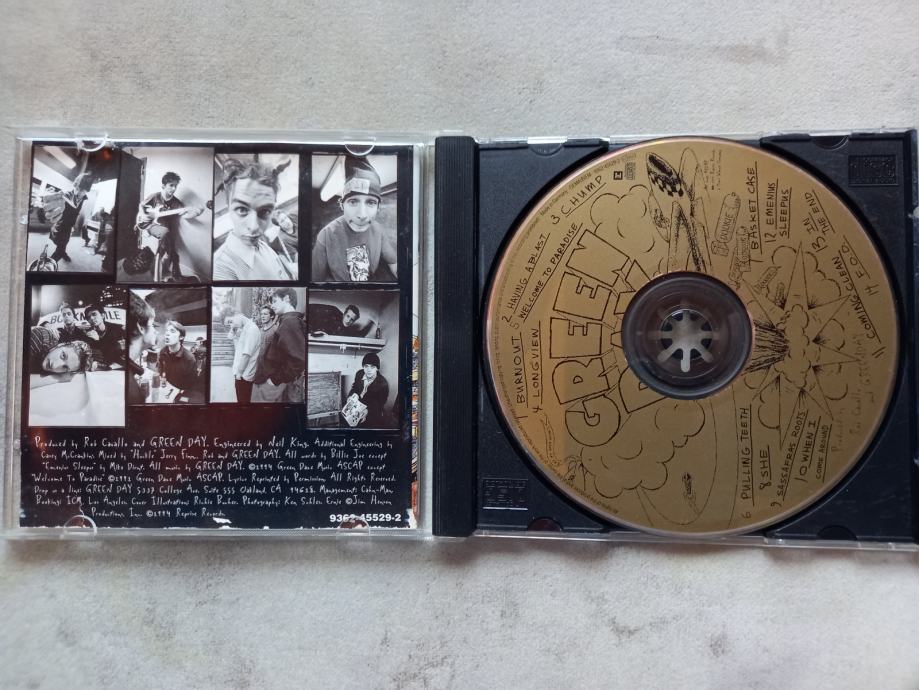 BOOKMOBILE
Produced by Rob Cavallo and GREEN DAY. Engineered by Neil King. Additional Engineering by
Casey McCrankin. Mixed by "Hustle" Jerry Finn, Rob and GREEN DAY. All words by Billie Joe except
"Emenius Sleepus" by Mike Dirnt. All music by GREEN DAY. ©1994 Green Daze Music ASCAP except
"Welcome To Paradise" ©1992 Green Daze Music ASCAP. Lyrics Reprinted by Permission. All Rights Reserved.
Drop us a line: GREEN DAY 5337 College Ave. Suite 555 Oakland, CA 94618. Management: Cahn-Man.
Booking: ICM, Los Angeles. Cover Illustration: Richie Bucher. Photography: Ken Schles. Ernie ©Jim Henson
Productions, Inc. ©1994 Reprise Records.
9362-45529-2
GREEN
DAY
1 BURNOUT
2 HAVING A BLAST
3 CHUMP
4 LONGVIEW
5 WELCOME TO PARADISE
6 PULLING TEETH
7 BASKET CASE
8 SHE
9 SASSAFRAS ROOTS
10 WHEN I
COME AROUND
11 COMING CLEAN
12 EMENIUS
SLEEPUS
13 IN
THE END
14 F.O.D.